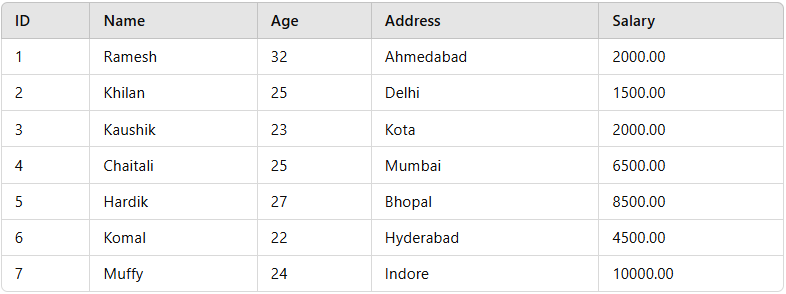 ID Name Age Address Salary
1 Ramesh 32 Ahmedabad 2000.00
2 Khilan 25 Delhi 1500.00
3 Kaushik 23 Kota 2000.00
4 Chaitali 25 Mumbai 6500.00
5 Hardik 27 Bhopal 8500.00
6 Komal 22 Hyderabad 4500.00
7 Muffy 24 Indore 10000.00